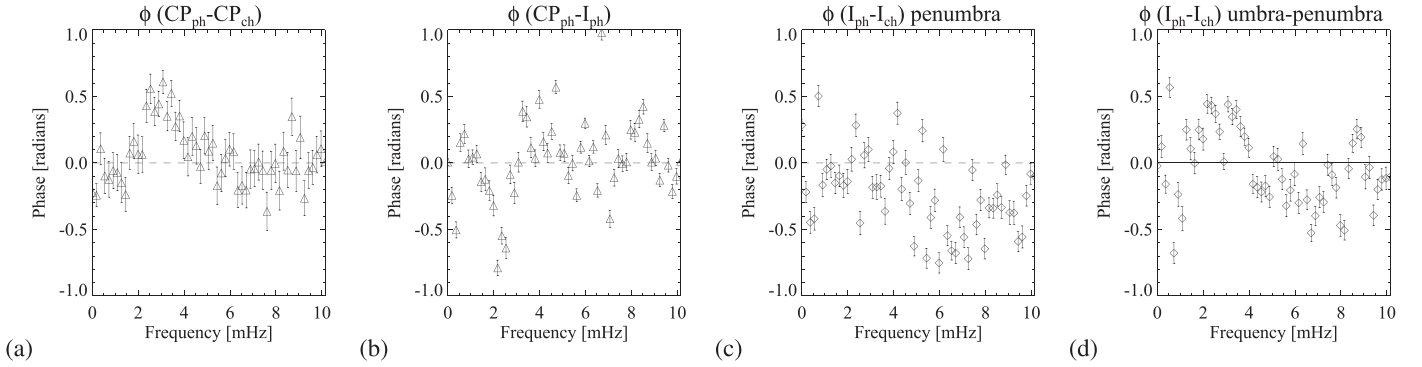 ϕ (CP_ph-CP_ch)
1.0
0.5
0.0
-0.5
-1.0
Phase [radians]
0 2 4 6 8 10
Frequency [mHz]
(a)
ϕ (CP_ph-I_ph)
1.0
0.5
0.0
-0.5
-1.0
Phase [radians]
0 2 4 6 8 10
Frequency [mHz]
(b)
ϕ (I_ph-I_ch) penumbra
1.0
0.5
0.0
-0.5
-1.0
Phase [radians]
0 2 4 6 8 10
Frequency [mHz]
(c)
ϕ (I_ph-I_ch) umbra-penumbra
1.0
0.5
0.0
-0.5
-1.0
Phase [radians]
0 2 4 6 8 10
Frequency [mHz]
(d)